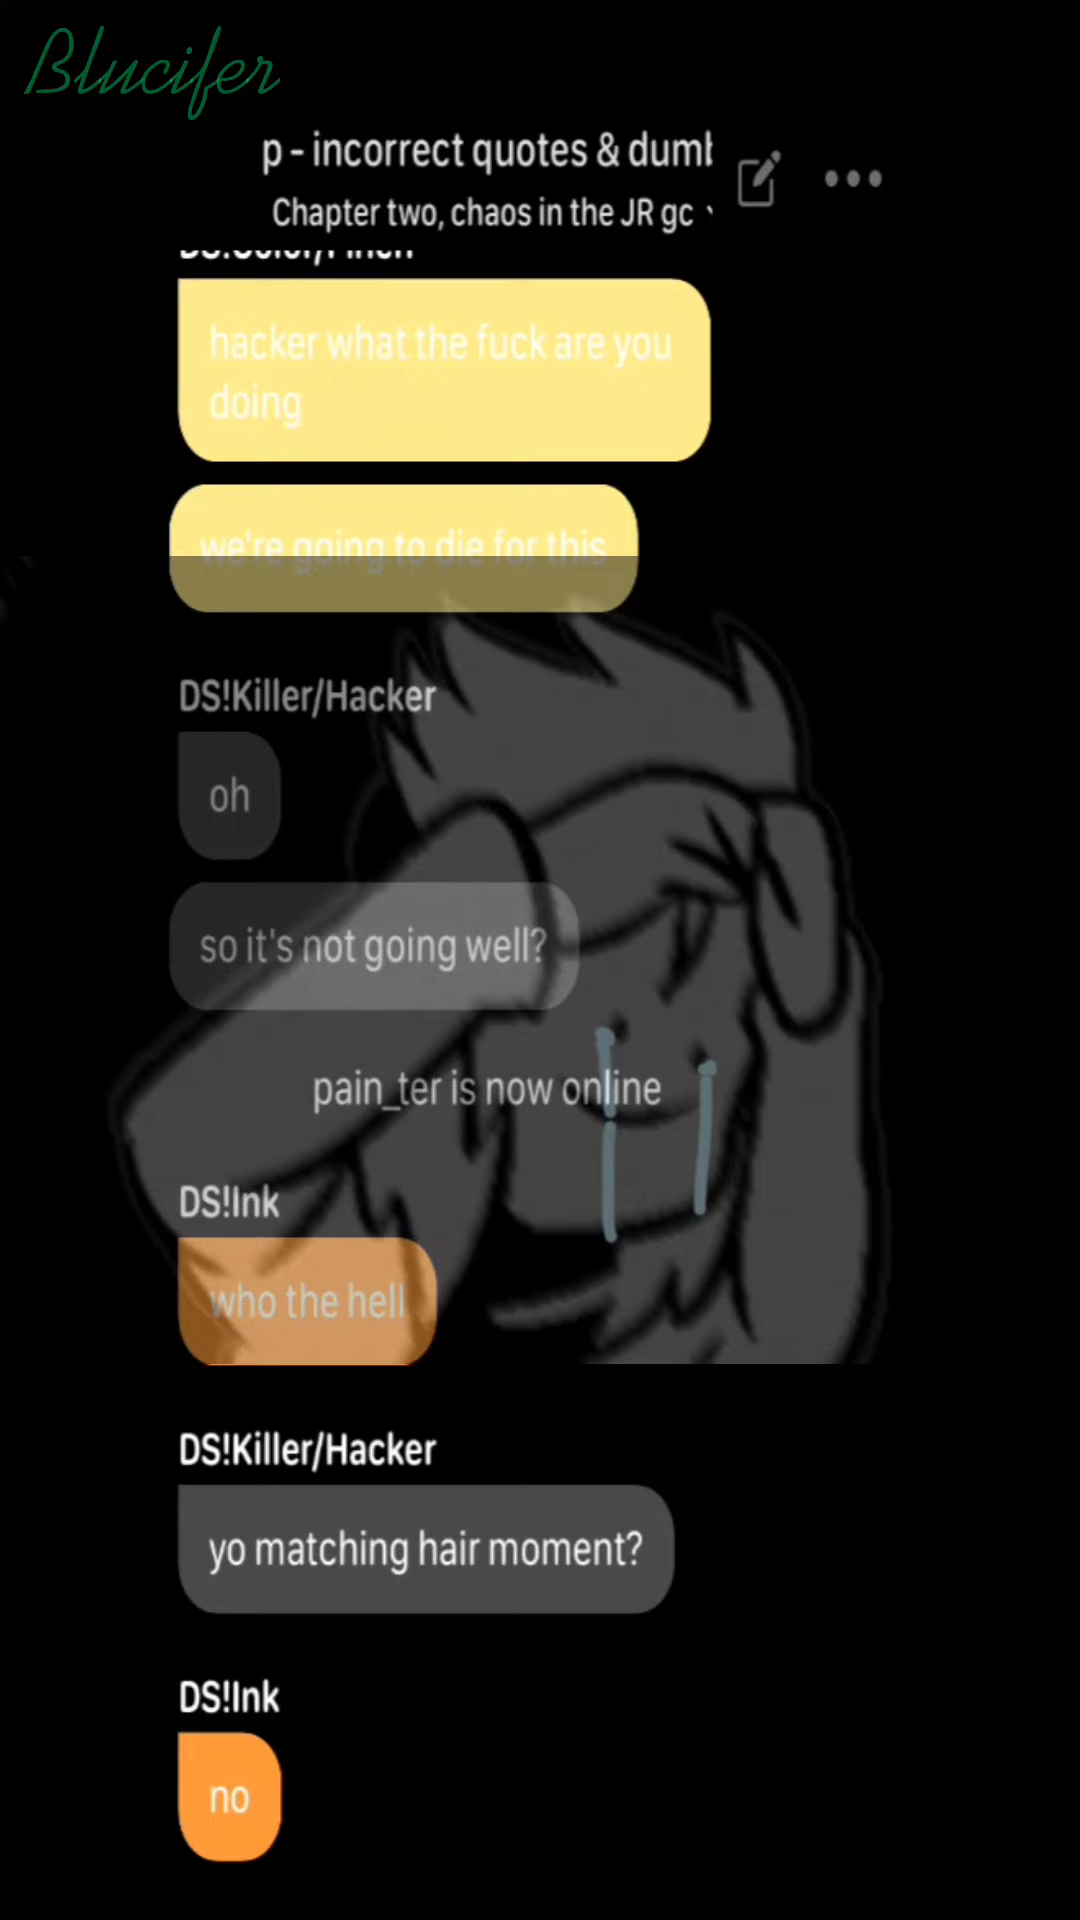 Blucifer
p - incorrect quotes & dumb
Chapter two, chaos in the JR gc
hacker what the fuck are you
doing
we're going to die for this
DS!Killer/Hacker
oh
so it's not going well?
pain_ter is now online
DS!Ink
who the hell
DS!Killer/Hacker
yo matching hair moment?
DS!Ink
no